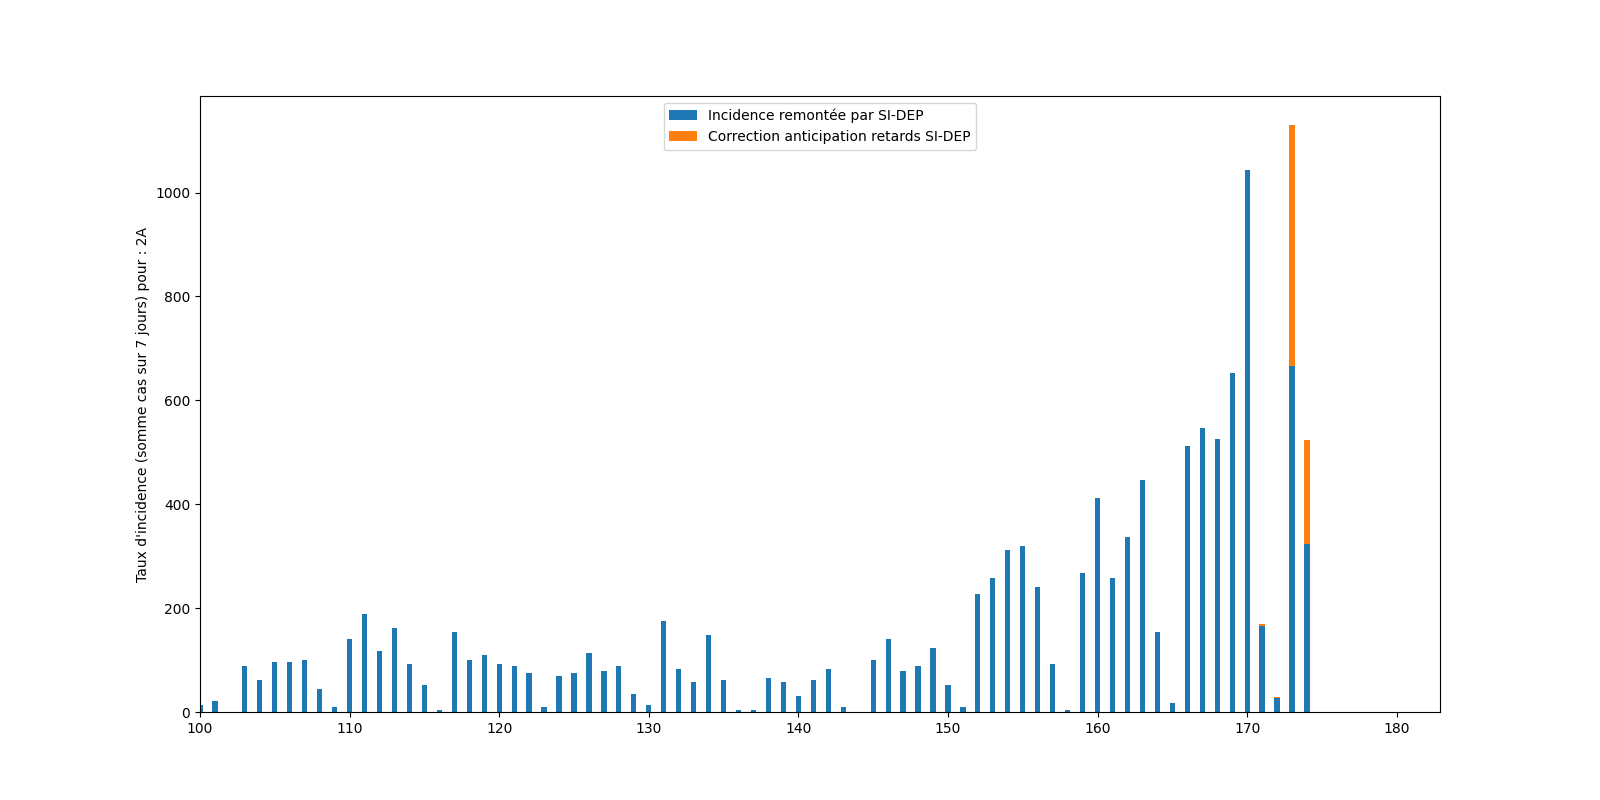 Incidence remontée par SI-DEP
Correction anticipation retards SI-DEP
Taux d'incidence (somme cas sur 7 jours) pour : 2A
1000
800
600
400
200
0
100 110 120 130 140 150 160 170 180